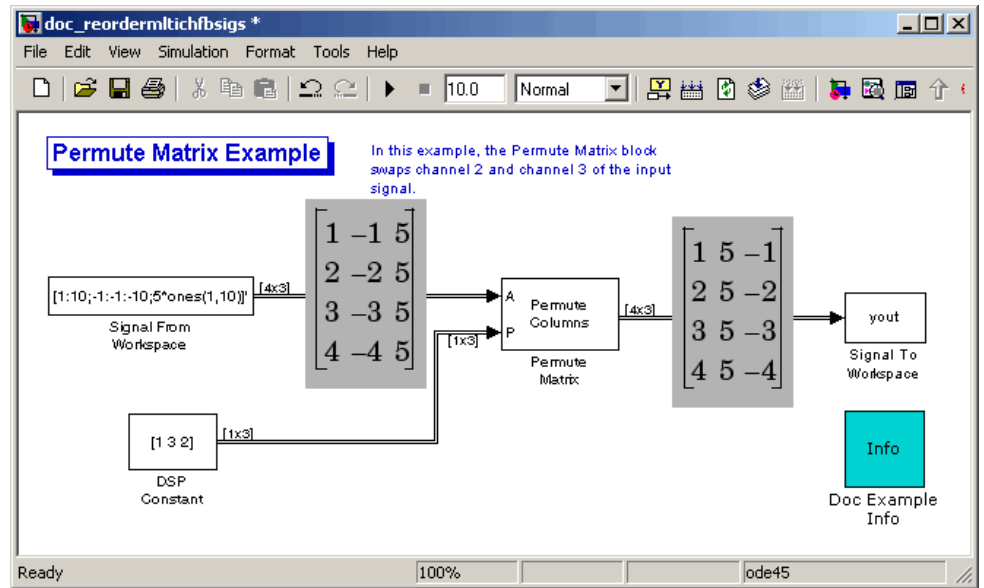 doc_reordermltichfbsigs *
File Edit View Simulation Format Tools Help
10.0 Normal
Permute Matrix Example
In this example, the Permute Matrix block
swaps channel 2 and channel 3 of the input
signal.
[1:10;-1:-1:-10;5*ones(1,10)]'
Signal From
Workspace
[4x3]
1 −1 5
2 −2 5
3 −3 5
4 −4 5
[1x3]
A
P
Permute
Columns
Permute
Matrix
[4x3]
1 5 −1
2 5 −2
3 5 −3
4 5 −4
yout
Signal To
Workspace
[1 3 2]
[1x3]
DSP
Constant
Info
Doc Example
Info
Ready 100% ode45